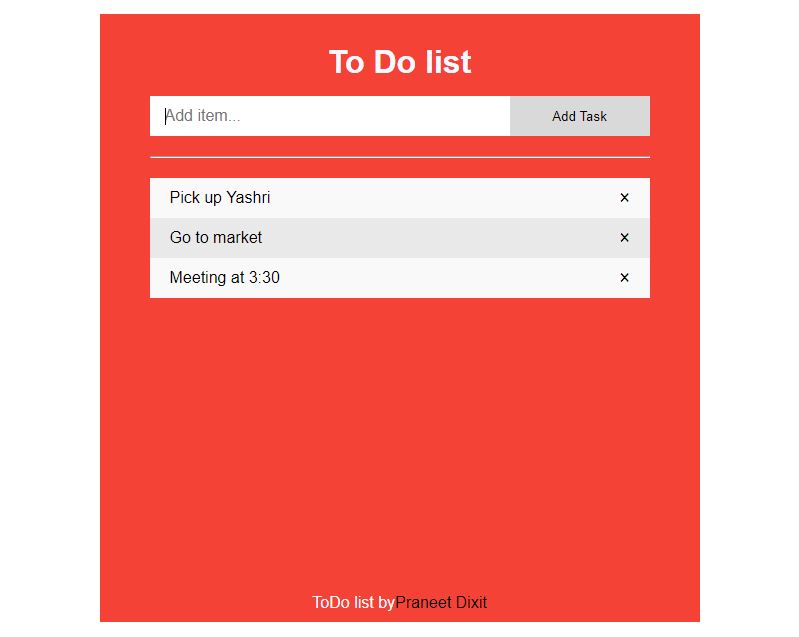 To Do list
Add item...
Add Task
Pick up Yashri ×
Go to market ×
Meeting at 3:30 ×
ToDo list byPraneet Dixit